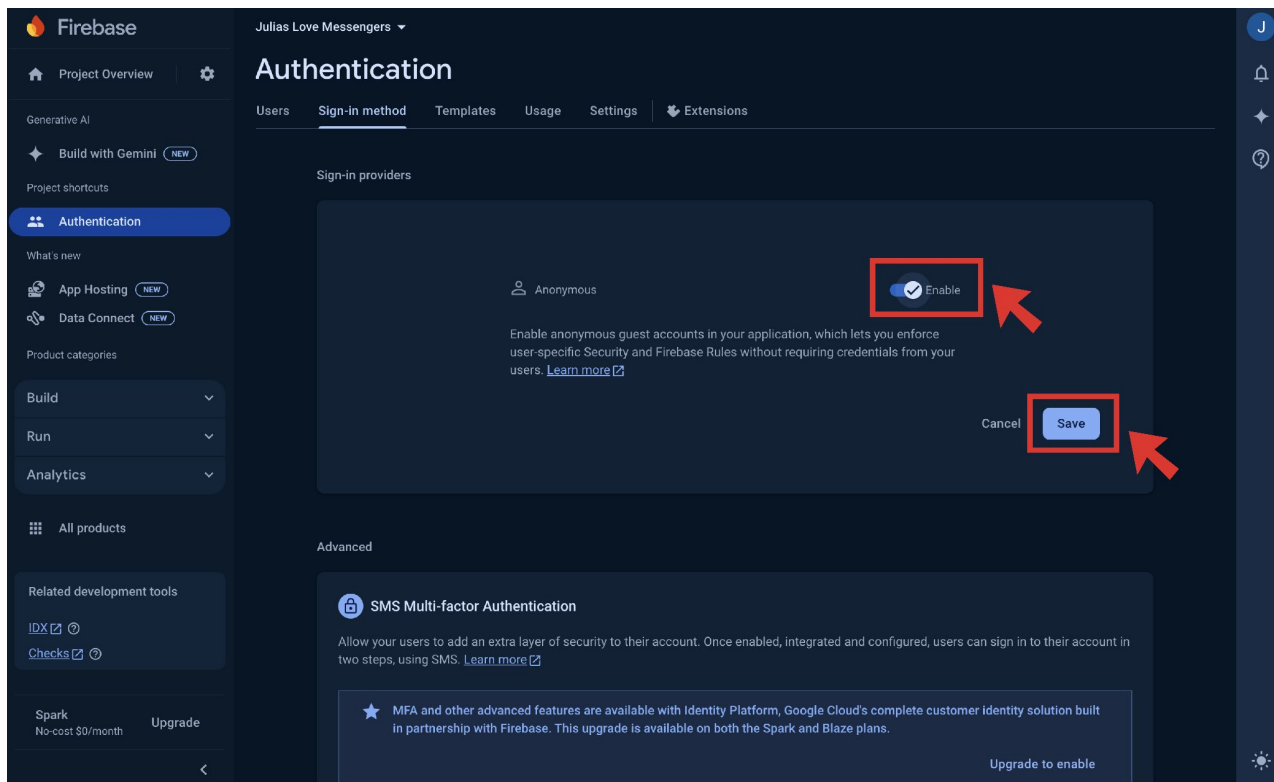 Firebase
Project Overview
Generative AI
Build with Gemini NEW
Project shortcuts
Authentication
What's new
App Hosting NEW
Data Connect NEW
Product categories
Build
Run
Analytics
All products
Related development tools
IDX
Checks
Spark
No-cost $0/month
Upgrade
Julias Love Messengers
Authentication
Users Sign-in method Templates Usage Settings Extensions
Sign-in providers
Anonymous
Enable
Enable anonymous guest accounts in your application, which lets you enforce
user-specific Security and Firebase Rules without requiring credentials from your
users. Learn more
Cancel Save
Advanced
SMS Multi-factor Authentication
Allow your users to add an extra layer of security to their account. Once enabled, integrated and configured, users can sign in to their account in
two steps, using SMS. Learn more
MFA and other advanced features are available with Identity Platform, Google Cloud's complete customer identity solution built
in partnership with Firebase. This upgrade is available on both the Spark and Blaze plans.
Upgrade to enable
J